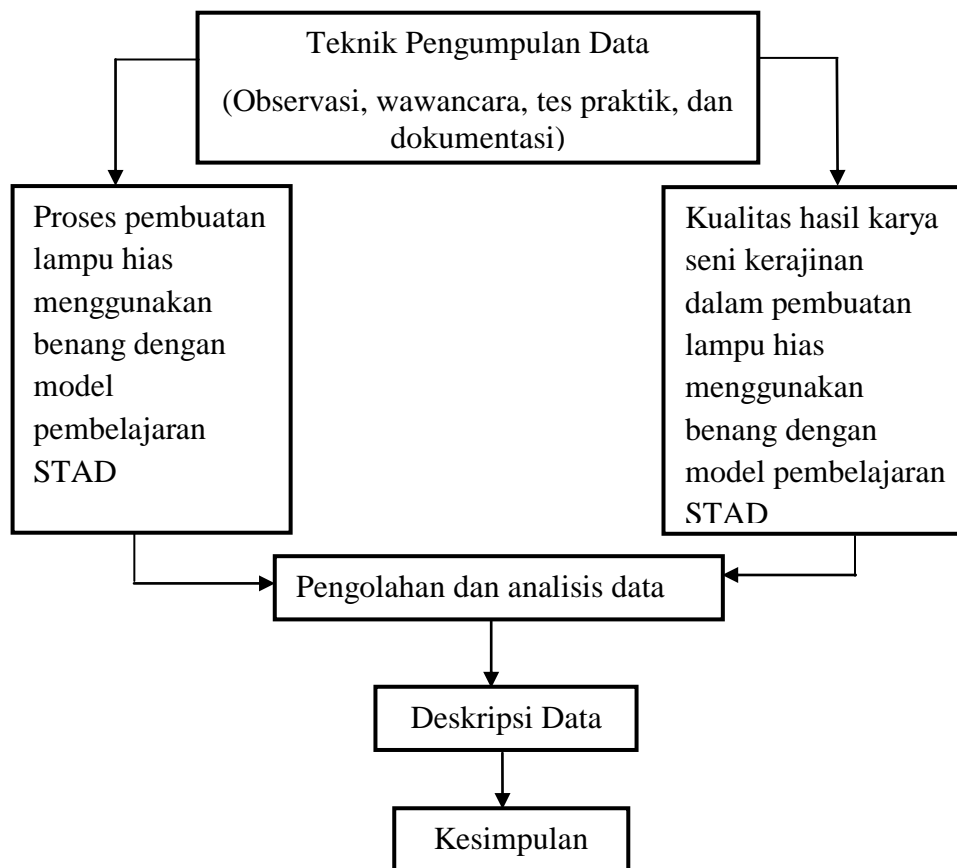 Teknik Pengumpulan Data
(Observasi, wawancara, tes praktik, dan
dokumentasi)
Proses pembuatan
lampu hias
menggunakan
benang dengan
model
pembelajaran
STAD
Kualitas hasil karya
seni kerajinan
dalam pembuatan
lampu hias
menggunakan
benang dengan
model pembelajaran
STAD
Pengolahan dan analisis data
Deskripsi Data
Kesimpulan